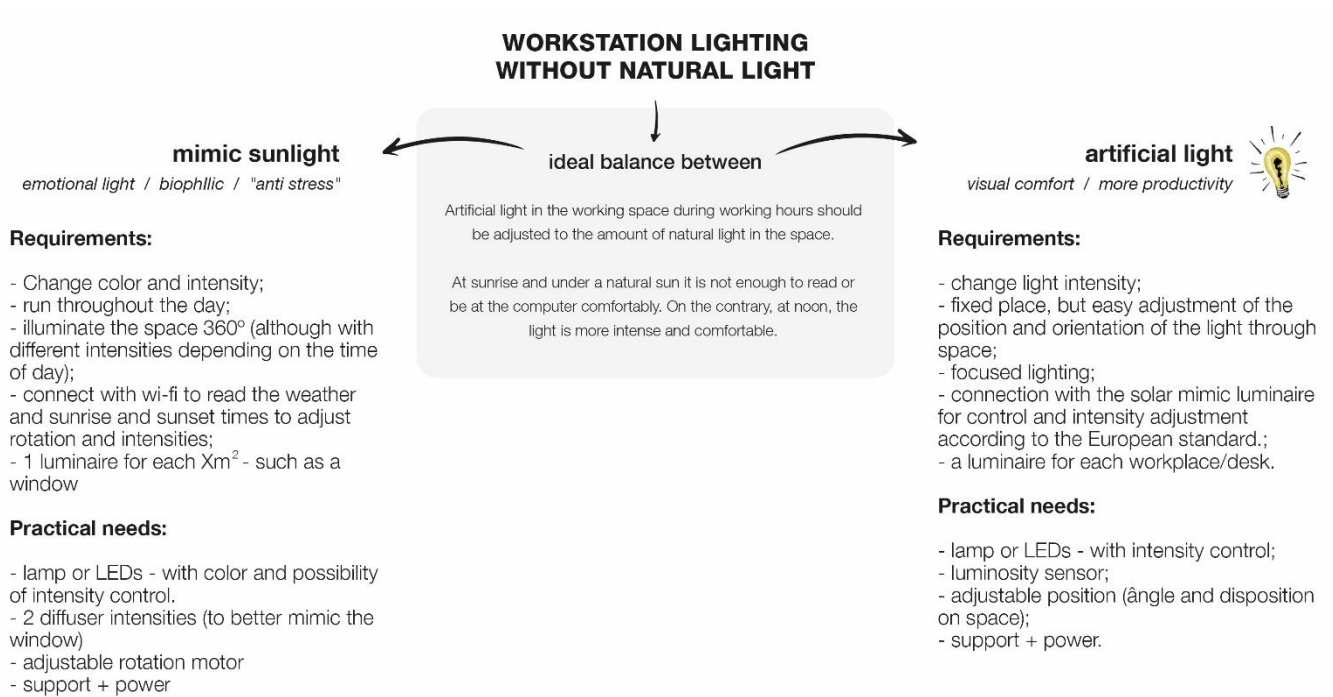 WORKSTATION LIGHTING
WITHOUT NATURAL LIGHT
mimic sunlight
emotional light / biophllic / "anti stress"
Requirements:
- Change color and intensity;
- run throughout the day;
- illuminate the space 360º (although with
different intensities depending on the time
of day);
- connect with wi-fi to read the weather
and sunrise and sunset times to adjust
rotation and intensities;
- 1 luminaire for each Xm² - such as a
window
Practical needs:
- lamp or LEDs - with color and possibility
of intensity control.
- 2 diffuser intensities (to better mimic the
window)
- adjustable rotation motor
- support + power
ideal balance between
Artificial light in the working space during working hours should
be adjusted to the amount of natural light in the space.
At sunrise and under a natural sun it is not enough to read or
be at the computer comfortably. On the contrary, at noon, the
light is more intense and comfortable.
artificial light
visual comfort / more productivity
Requirements:
- change light intensity;
- fixed place, but easy adjustment of the
position and orientation of the light through
space;
- focused lighting;
- connection with the solar mimic luminaire
for control and intensity adjustment
according to the European standard.;
- a luminaire for each workplace/desk.
Practical needs:
- lamp or LEDs - with intensity control;
- luminosity sensor;
- adjustable position (ângle and disposition
on space);
- support + power.